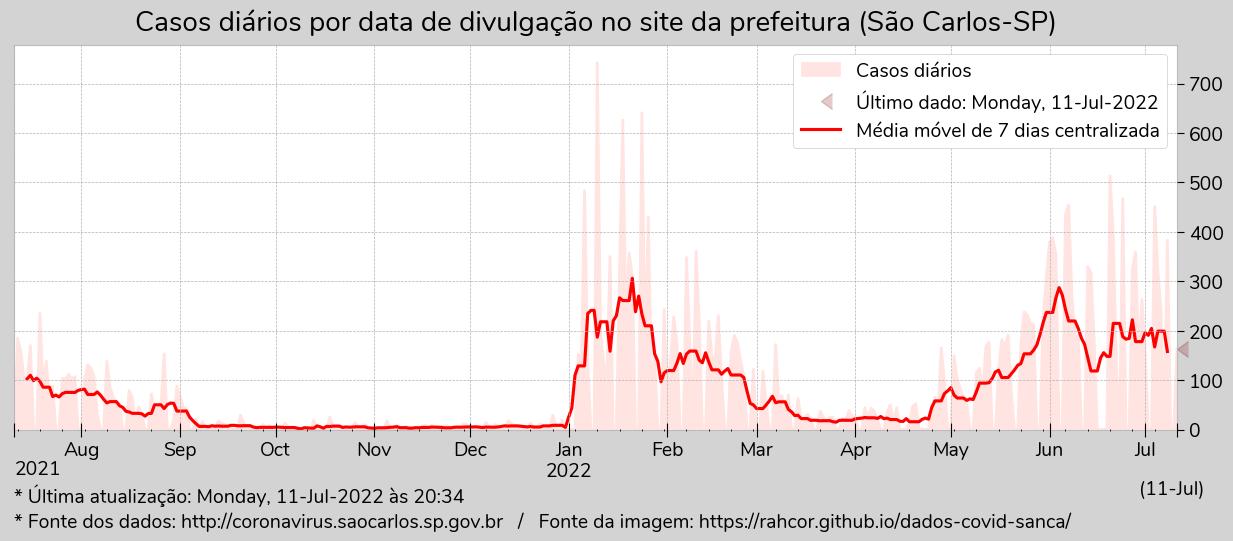 Casos diários por data de divulgação no site da prefeitura (São Carlos-SP)
Casos diários
Último dado: Monday, 11-Jul-2022
Média móvel de 7 dias centralizada
700
600
500
400
300
200
100
0
Aug Sep Oct Nov Dec Jan Feb Mar Apr May Jun Jul
2021 2022
(11-Jul)
* Última atualização: Monday, 11-Jul-2022 às 20:34
* Fonte dos dados: http://coronavirus.saocarlos.sp.gov.br / Fonte da imagem: https://rahcor.github.io/dados-covid-sanca/